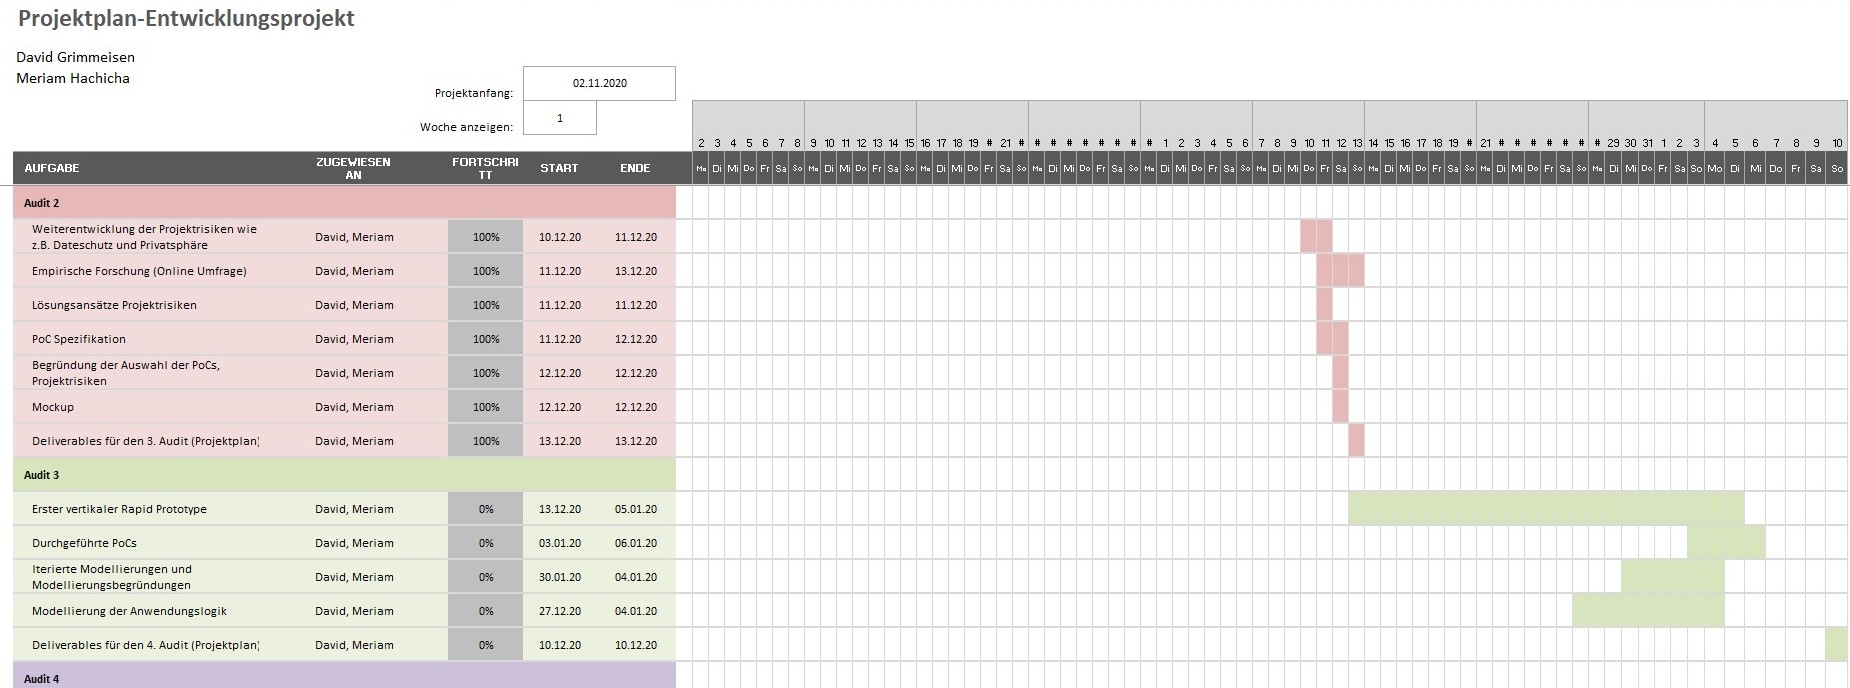 Projektplan-Entwicklungsprojekt
David Grimmeisen
Meriam Hachicha
02.11.2020
Projektanfang:
1
Woche anzeigen:
2 3 4 5 6 7 8 9 10 11 12 13 14 15 16 17 18 19 # 21 # # # # # # # # # 1 2 3 4 5 6 7 8 9 10 11 12 13 14 15 16 17 18 19 # 21 # # # # # # # 29 30 31 1 2 3 4 5 6 7 8 9 10
AUFGABE ZUGEWIESEN AN FORTSCHRITT START ENDE Mo Di Mi Do Fr Sa So Mo Di Mi Do Fr Sa So Mo Di Mi Do Fr Sa So Mo Di Mi Do Fr Sa So Mo Di Mi Do Fr Sa So Mo Di Mi Do Fr Sa So Mo Di Mi Do Fr Sa So Mo Di Mi Do Fr Sa So Mo Di Mi Do Fr Sa So Mo Di Mi Do Fr Sa So
Audit 2
Weiterentwicklung der Projektrisiken wie
z.B. Dateschutz und Privatsphäre David, Meriam 100% 10.12.20 11.12.20
Empirische Forschung (Online Umfrage) David, Meriam 100% 11.12.20 13.12.20
Lösungsansätze Projektrisiken David, Meriam 100% 11.12.20 11.12.20
PoC Spezifikation David, Meriam 100% 11.12.20 12.12.20
Begründung der Auswahl der PoCs,
Projektrisiken David, Meriam 100% 12.12.20 12.12.20
Mockup David, Meriam 100% 12.12.20 12.12.20
Deliverables für den 3. Audit (Projektplan) David, Meriam 100% 13.12.20 13.12.20
Audit 3
Erster vertikaler Rapid Prototype David, Meriam 0% 13.12.20 05.01.20
Durchgeführte PoCs David, Meriam 0% 03.01.20 06.01.20
Iterierte Modellierungen und
Modellierungsbegründungen David, Meriam 0% 30.01.20 04.01.20
Modellierung der Anwendungslogik David, Meriam 0% 27.12.20 04.01.20
Deliverables für den 4. Audit (Projektplan) David, Meriam 0% 10.12.20 10.12.20
Audit 4